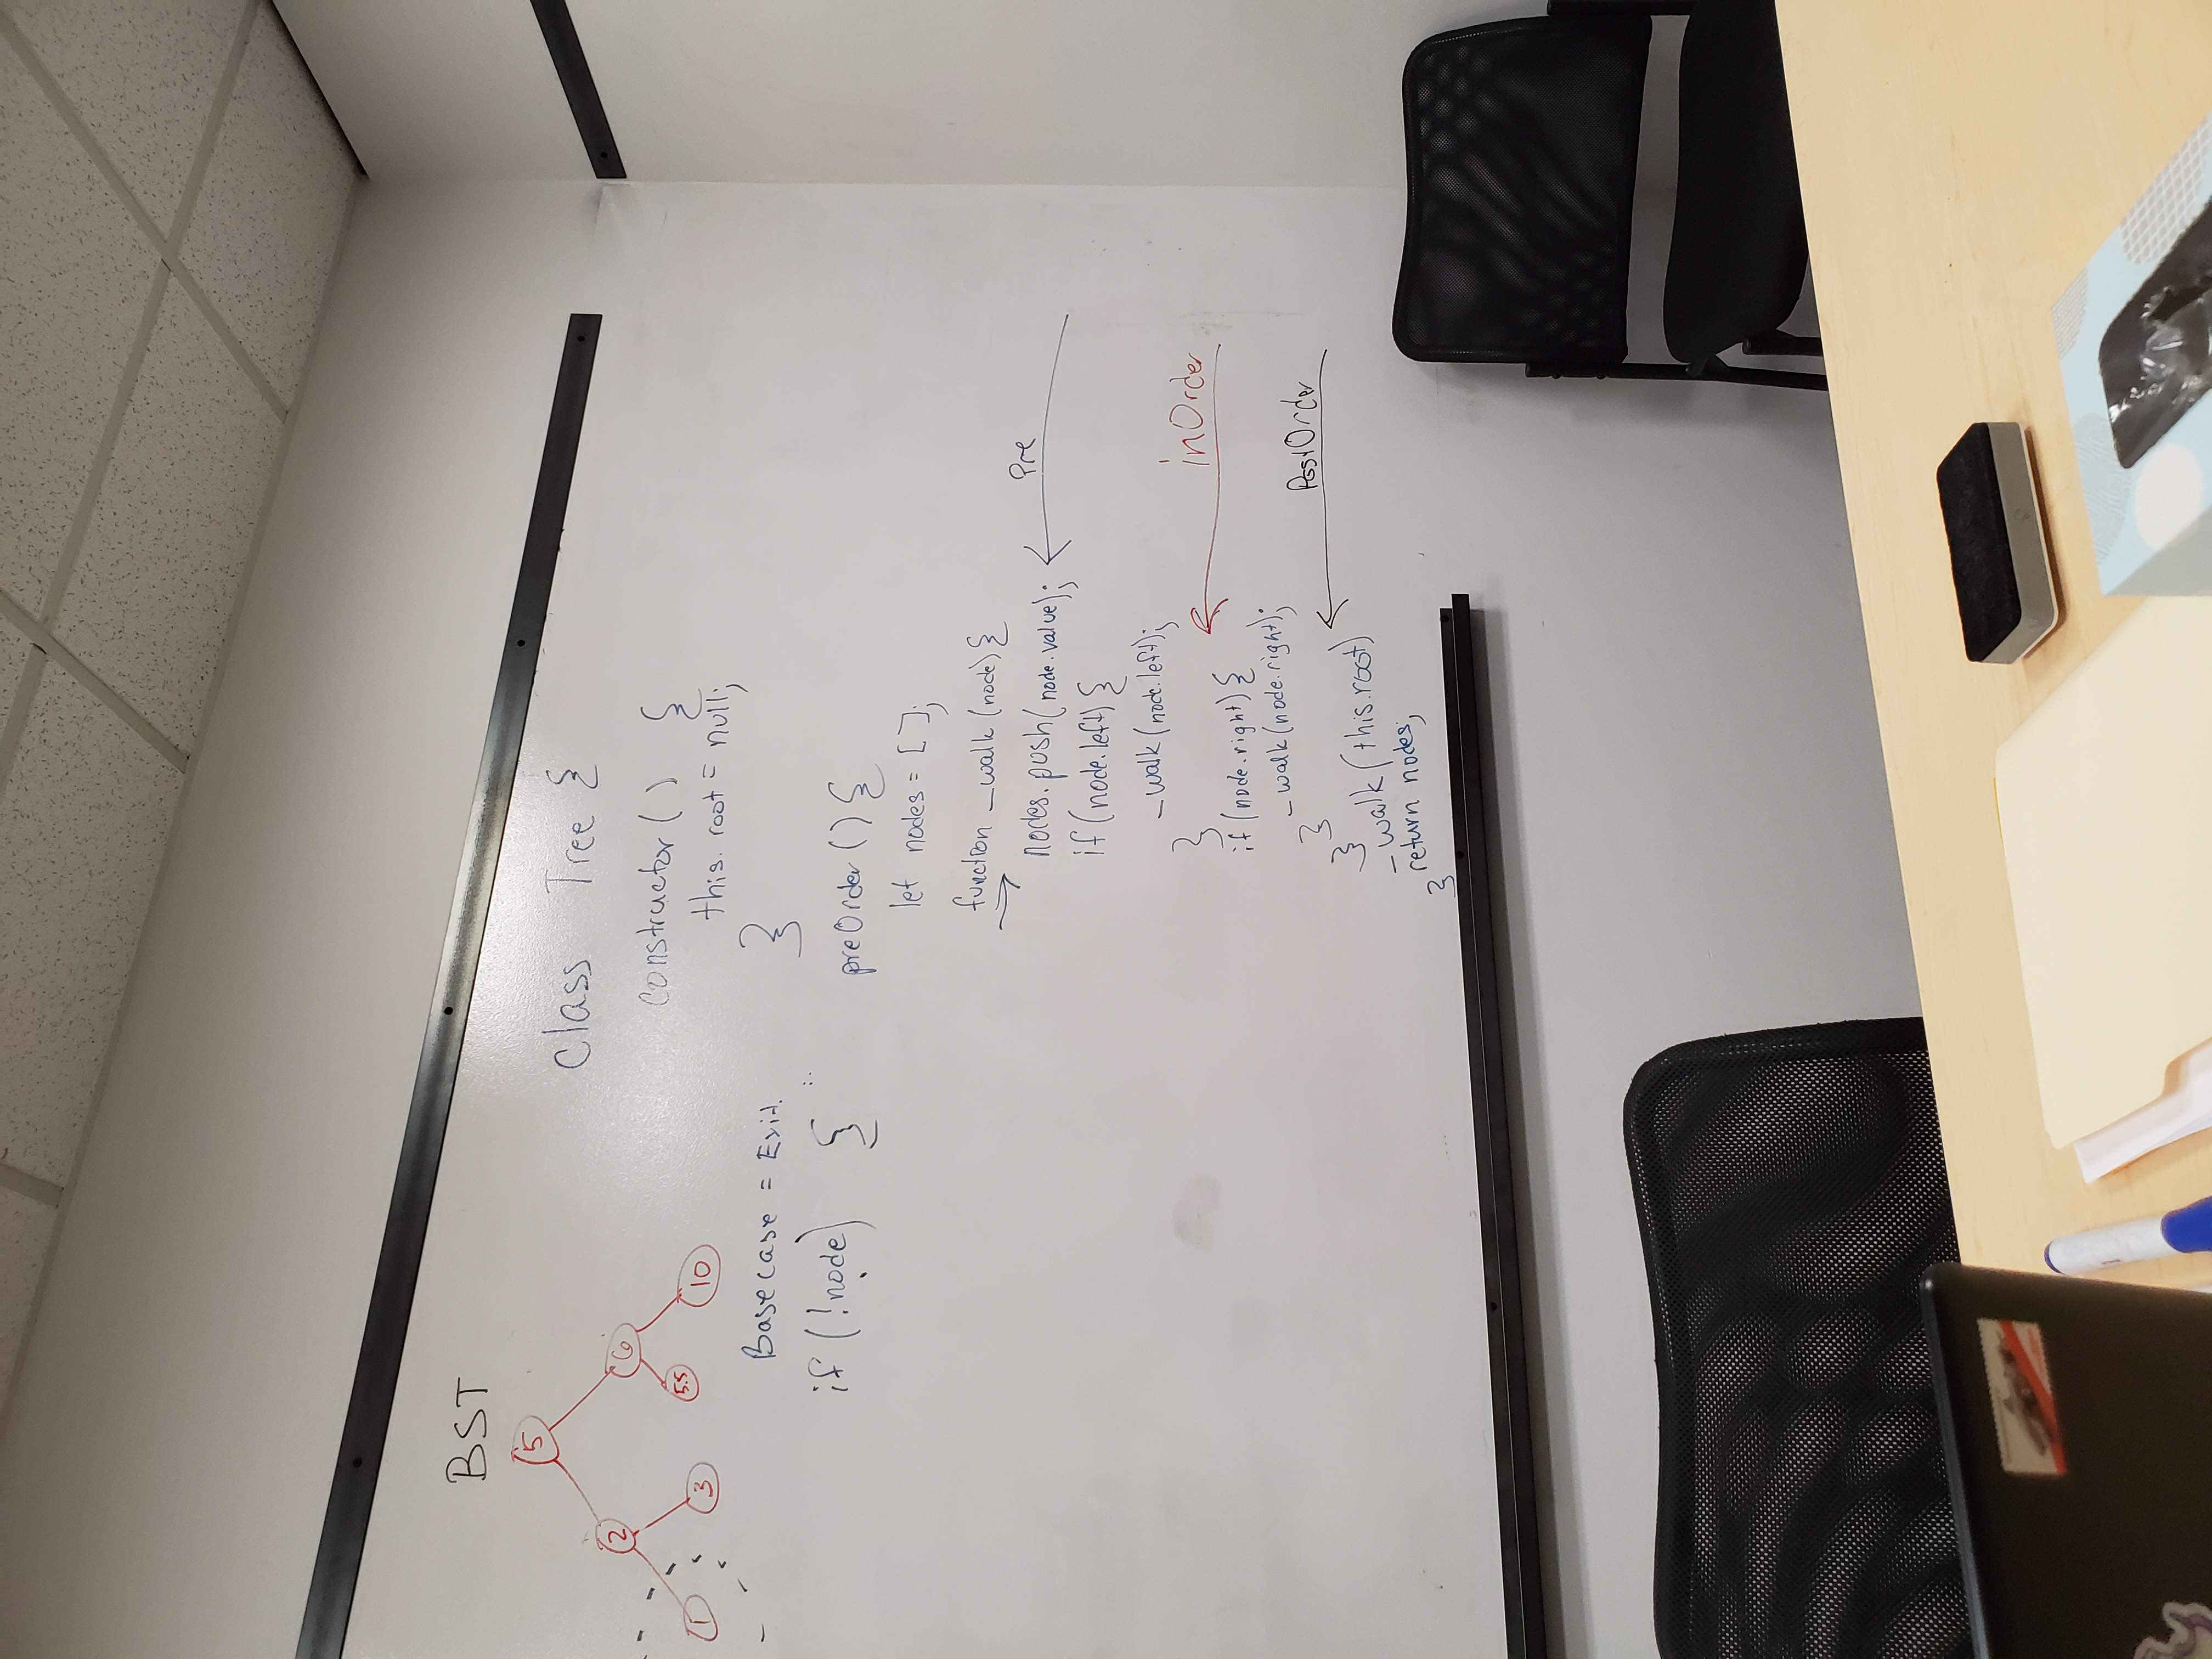 BST
5
2 6
1 3 5.5 10
Basecase = Exit.
if (!node) {
class Tree {
constructor() {
this.root = null;
}
preOrder() {
let nodes = [];
function _walk(node) {
nodes.push(node.value); Pre
if (node.left) {
_walk(node.left);
} inOrder
if (node.right) {
_walk(node.right);
} PostOrder
}
_walk(this.root)
return nodes;
}